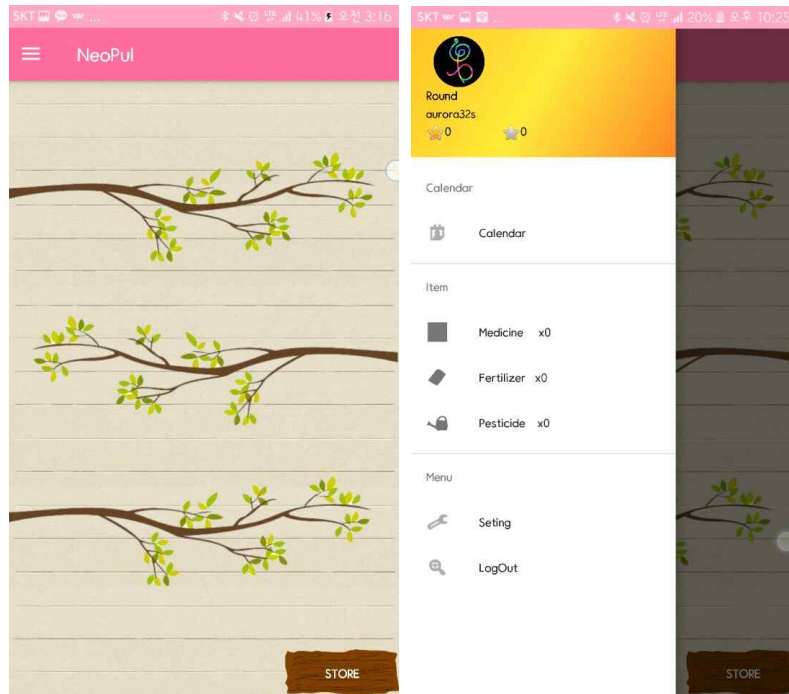 SKT ... 41% 오전 3:16
NeoPul
STORE
SKT ... 20% 오후 10:25
Round
aurora32s
0 0
Calendar
Calendar
Item
Medicine x0
Fertilizer x0
Pesticide x0
Menu
Seting
LogOut
STORE